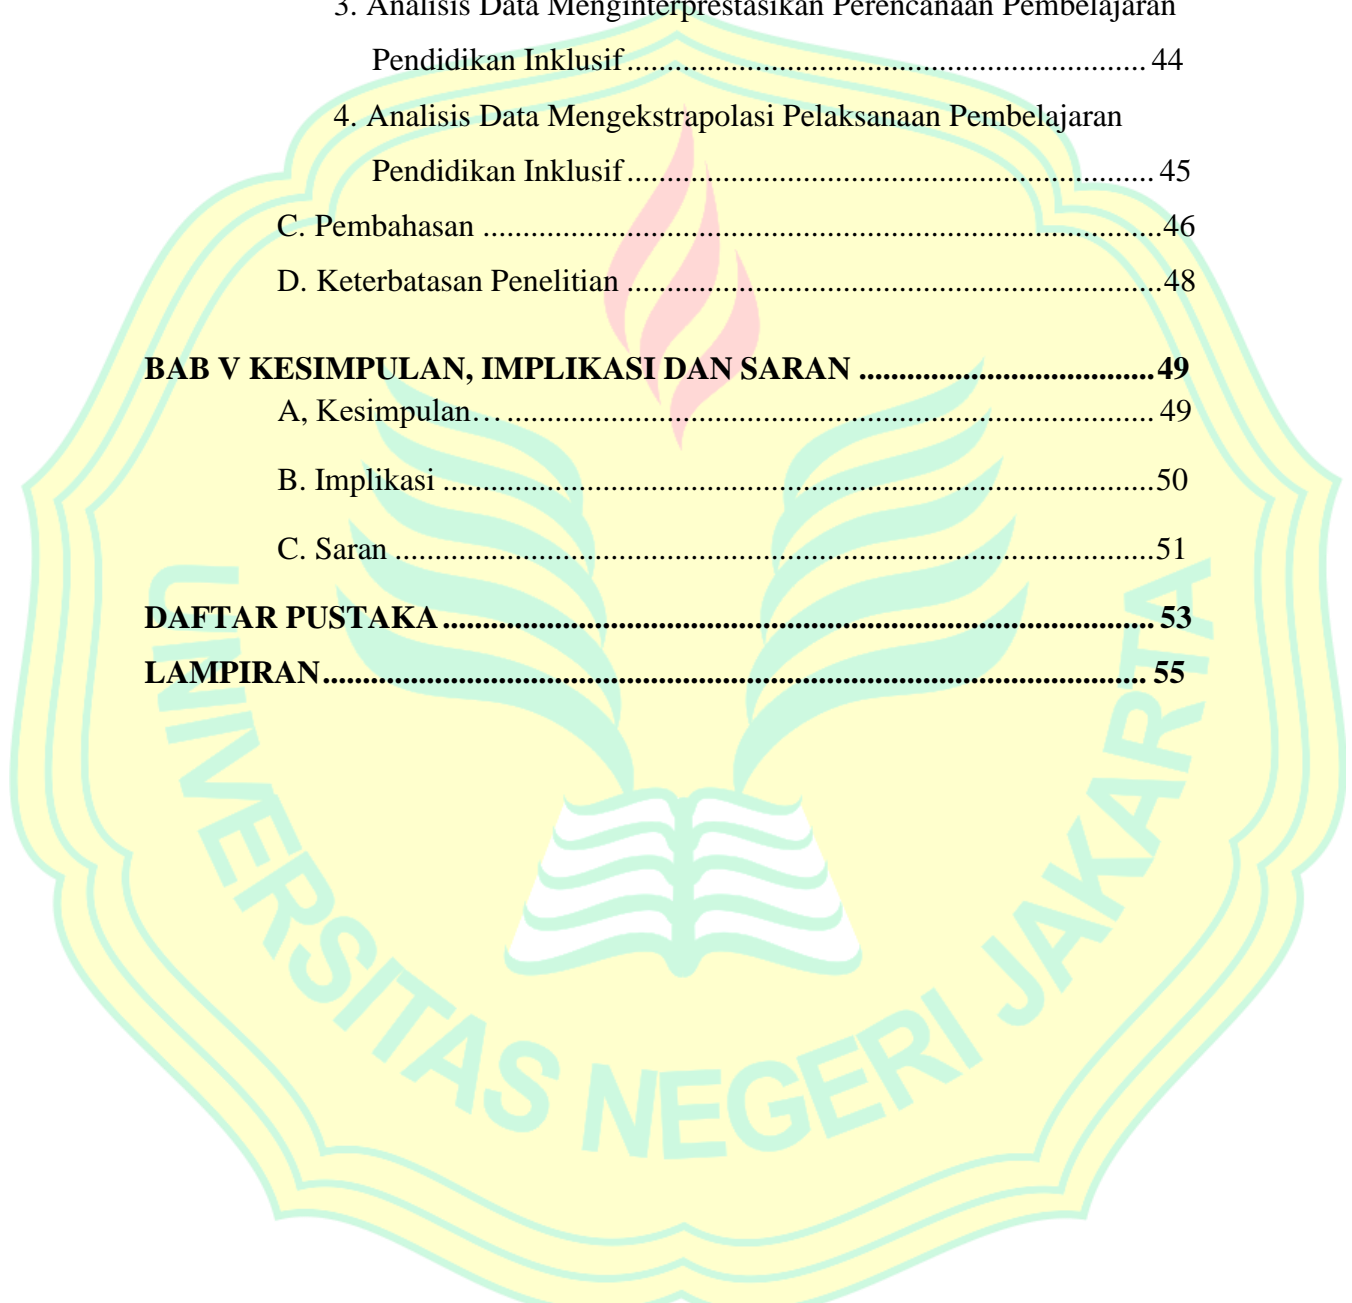 3. Analisis Data Menginterprestasikan Perencanaan Pembelajaran
Pendidikan Inklusif.................................................................. 44
4. Analisis Data Mengekstrapolasi Pelaksanaan Pembelajaran
Pendidikan Inklusif................................................................... 45
C. Pembahasan ......................................................................................46
D. Keterbatasan Penelitian ....................................................................48
BAB V KESIMPULAN, IMPLIKASI DAN SARAN .....................................49
A, Kesimpulan… .................................................................................. 49
B. Implikasi ..........................................................................................50
C. Saran ................................................................................................51
DAFTAR PUSTAKA.......................................................................................... 53
LAMPIRAN........................................................................................................ 55
UNIVERSITAS NEGERI JAKARTA